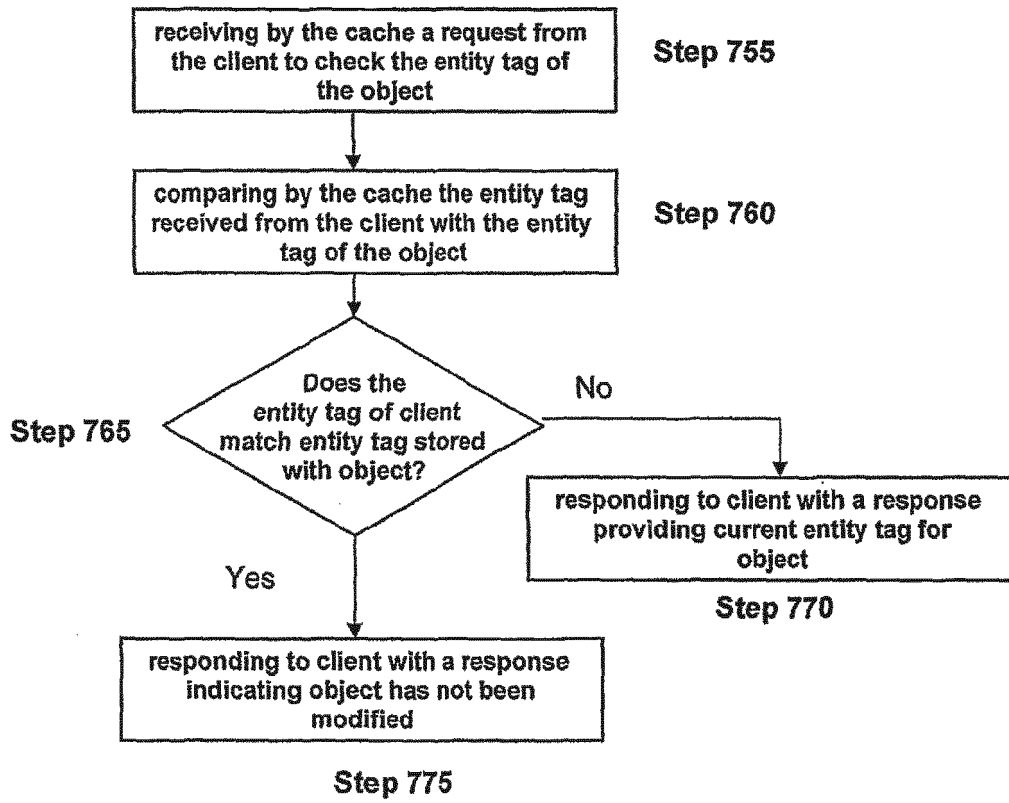 receiving by the cache a request from
the client to check the entity tag of
the object
Step 755
comparing by the cache the entity tag
received from the client with the entity
tag of the object
Step 760
Does the
entity tag of client
match entity tag stored
with object?
Step 765
No
responding to client with a response
providing current entity tag for
object
Step 770
Yes
responding to client with a response
indicating object has not been
modified
Step 775